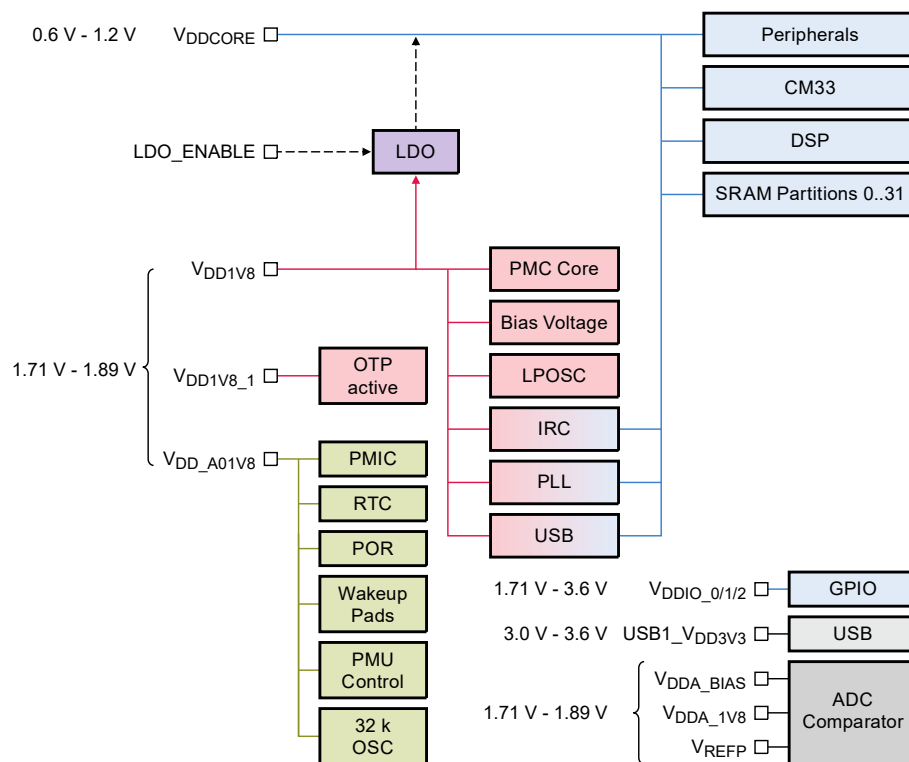 0.6 V - 1.2 V VDDCORE Peripherals
CM33
LDO_ENABLE LDO DSP
SRAM Partitions 0..31
VDD1V8 PMC Core
Bias Voltage
1.71 V - 1.89 V VDD1V8_1 OTP active LPOSC
IRC
VDD_A01V8 PMIC
PLL
RTC
USB
POR
1.71 V - 3.6 V VDDIO_0/1/2 GPIO
Wakeup
Pads
3.0 V - 3.6 V USB1_VDD3V3 USB
PMU
Control
VDDA_BIAS
1.71 V - 1.89 V VDDA_1V8 ADC
Comparator
32 k
OSC
VREFP